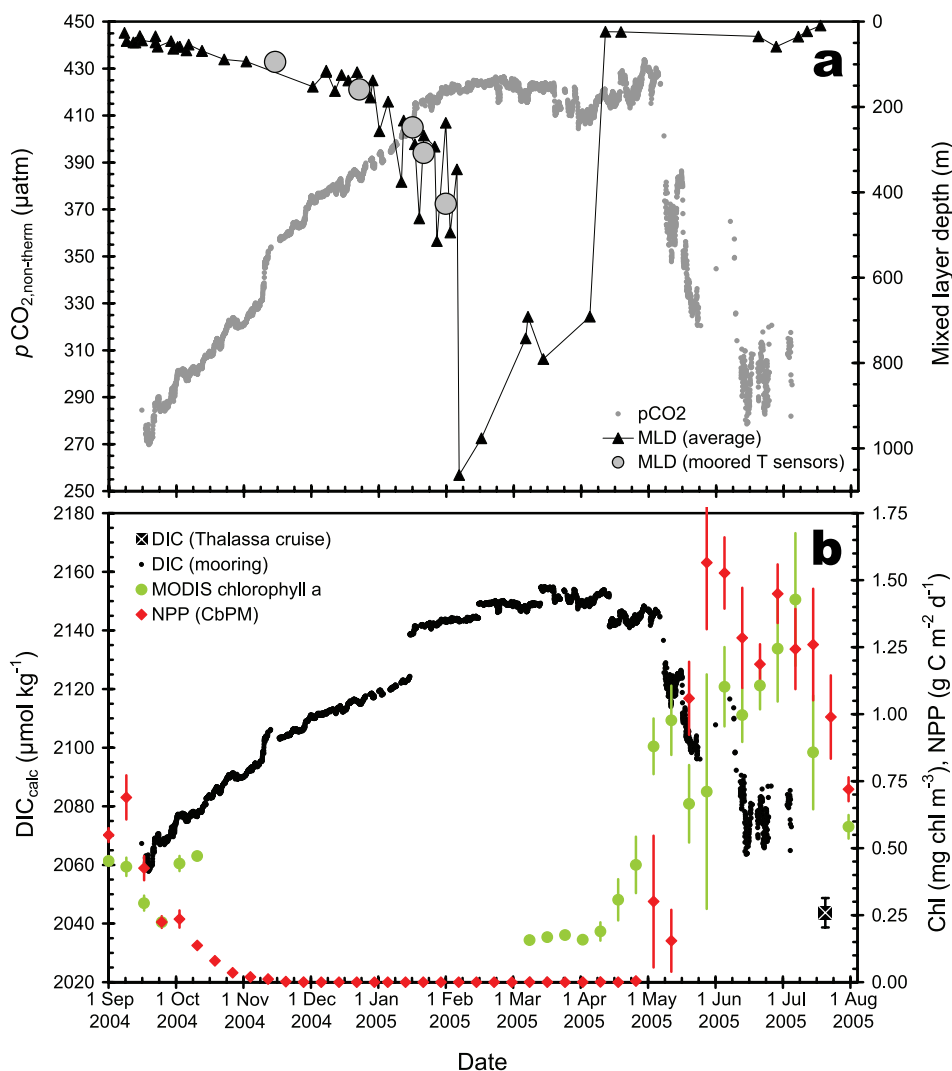 a
450
430
410
390
370
350
330
310
290
270
250
pCO2,non-therm (µatm)
0
200
400
600
800
1000
Mixed layer depth (m)
pCO2
MLD (average)
MLD (moored T sensors)
b
2180
2160
2140
2120
2100
2080
2060
2040
2020
DICcalc (µmol kg-1)
1.75
1.50
1.25
1.00
0.75
0.50
0.25
0.00
Chl (mg chl m-3), NPP (g C m-2 d-1)
DIC (Thalassa cruise)
DIC (mooring)
MODIS chlorophyll a
NPP (CbPM)
1 Sep 1 Oct 1 Nov 1 Dec 1 Jan 1 Feb 1 Mar 1 Apr 1 May 1 Jun 1 Jul 1 Aug
2004 2004 2004 2004 2005 2005 2005 2005 2005 2005 2005 2005
Date